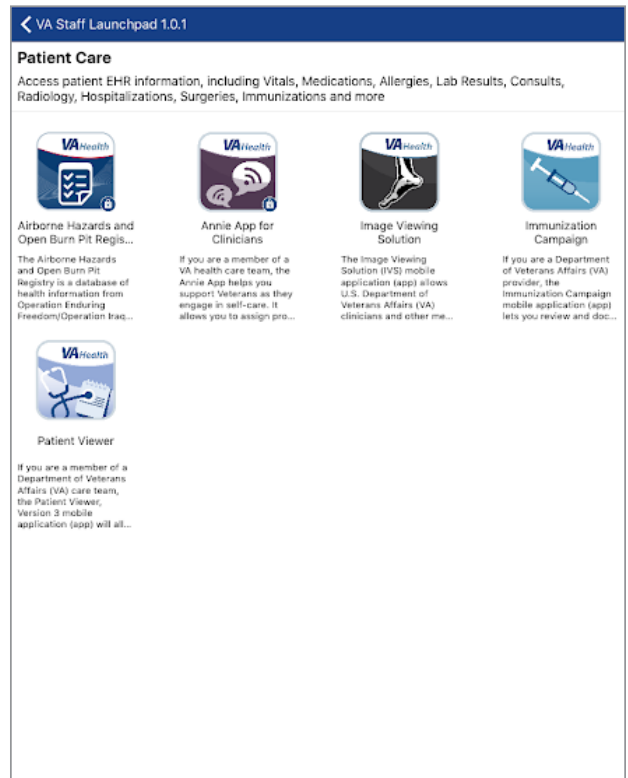 VA Staff Launchpad 1.0.1
Patient Care
Access patient EHR information, including Vitals, Medications, Allergies, Lab Results, Consults,
Radiology, Hospitalizations, Surgeries, Immunizations and more
VA Health
Airborne Hazards and
Open Burn Pit Regis...
The Airborne Hazards
and Open Burn Pit
Registry is a database of
health information from
Operation Enduring
Freedom/Operation Iraq...
VA Health
Annie App for
Clinicians
If you are a member of a
VA health care team, the
Annie App helps you
support Veterans as they
engage in self-care. It
allows you to assign pro...
VA Health
Image Viewing
Solution
The Image Viewing
Solution (IVS) mobile
application (app) allows
U.S. Department of
Veterans Affairs (VA)
clinicians and other me...
VA Health
Immunization
Campaign
If you are a Department
of Veterans Affairs (VA)
provider, the
Immunization Campaign
mobile application (app)
lets you review and doc...
VA Health
Patient Viewer
If you are a member of a
Department of Veterans
Affairs (VA) care team,
the Patient Viewer,
Version 3 mobile
application (app) will all...